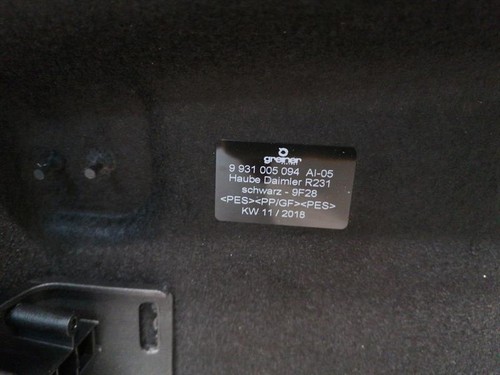 greiner
9 931 005 094 AI-05
Haube Daimler R231
schwarz - 9F28
<PES><PP/GF><PES>
KW 11 / 2018